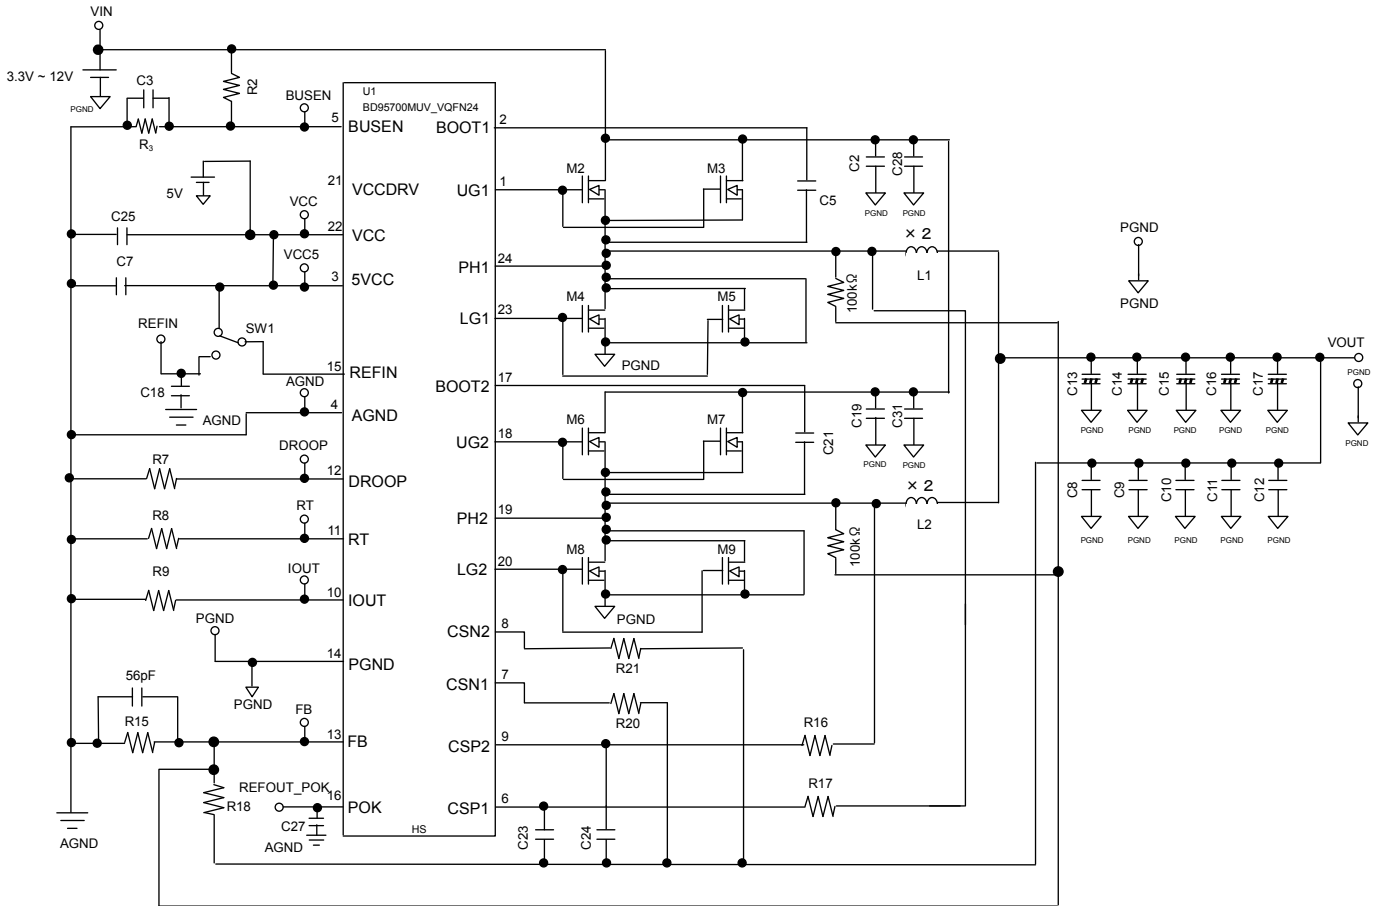 VIN
3.3V ~ 12V
PGND
C3
R3
R2
BUSEN
U1
BD95700MUV_VQFN24
5
BUSEN
BOOT1
2
21
VCCDRV
5V
UG1
1
M2
M3
C5
C2
C28
PGND
PGND
C25
VCC
22
VCC
C7
VCC5
3
5VCC
PH1
24
× 2
L1
100kΩ
PGND
PGND
LG1
23
M4
M5
PGND
REFIN
SW1
15
REFIN
C18
AGND
AGND
4
AGND
BOOT2
17
C19
C31
PGND
PGND
UG2
18
M6
M7
C21
VOUT
PGND
PGND
C13
C14
C15
C16
C17
PGND
PGND
PGND
PGND
PGND
C8
C9
C10
C11
C12
PGND
PGND
PGND
PGND
PGND
DROOP
R7
12
DROOP
RT
R8
11
RT
PH2
19
× 2
L2
100kΩ
LG2
20
M8
M9
PGND
IOUT
R9
10
IOUT
PGND
14
PGND
PGND
CSN2
8
R21
CSN1
7
R20
56pF
R15
FB
13
FB
CSP2
9
R16
R18
REFOUT_POK
16
POK
C27
AGND
AGND
CSP1
6
R17
C23
C24
HS